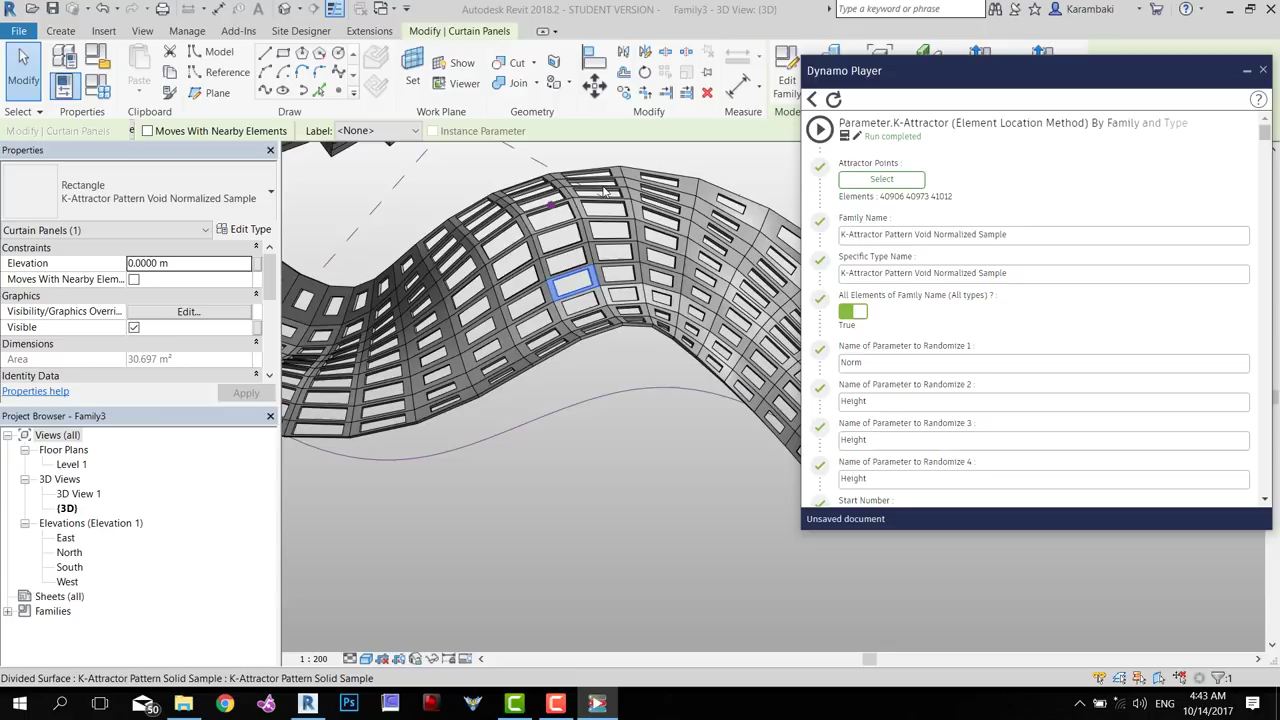 Autodesk Revit 2018.2 - STUDENT VERSION - Family3 - 3D View: {3D}
Type a keyword or phrase
Karambaki
File Create Insert View Manage Add-Ins Site Designer Extensions Modify | Curtain Panels
Modify
Paste
Model
Reference
Plane
Set
Show
Viewer
Cut
Join
Edit
Family
Select Properties Clipboard Draw Work Plane Geometry Modify Measure
Modify | Curtain Panels
Moves With Nearby Elements
Label: <None>
Instance Parameter
Properties
Rectangle
K-Attractor Pattern Void Normalized Sample
Curtain Panels (1)
Edit Type
Constraints
Elevation 0.0000 m
Moves With Nearby Elem...
Graphics
Visibility/Graphics Overri... Edit...
Visible
Dimensions
Area 30.697 m²
Identity Data
Properties help
Apply
Project Browser - Family3
Views (all)
Floor Plans
Level 1
3D Views
3D View 1
{3D}
Elevations (Elevation 1)
East
North
South
West
Sheets (all)
Families
Dynamo Player
Parameter.K-Attractor (Element Location Method) By Family and Type
Run completed
Attractor Points :
Select
Elements : 40906 40973 41012
Family Name :
K-Attractor Pattern Void Normalized Sample
Specific Type Name :
K-Attractor Pattern Void Normalized Sample
All Elements of Family Name (All types) ? :
True
Name of Parameter to Randomize 1 :
Norm
Name of Parameter to Randomize 2 :
Height
Name of Parameter to Randomize 3 :
Height
Name of Parameter to Randomize 4 :
Height
Start Number :
Unsaved document
1 : 200
Divided Surface : K-Attractor Pattern Solid Sample : K-Attractor Pattern Solid Sample
:1
50
ENG
4:43 AM
10/14/2017